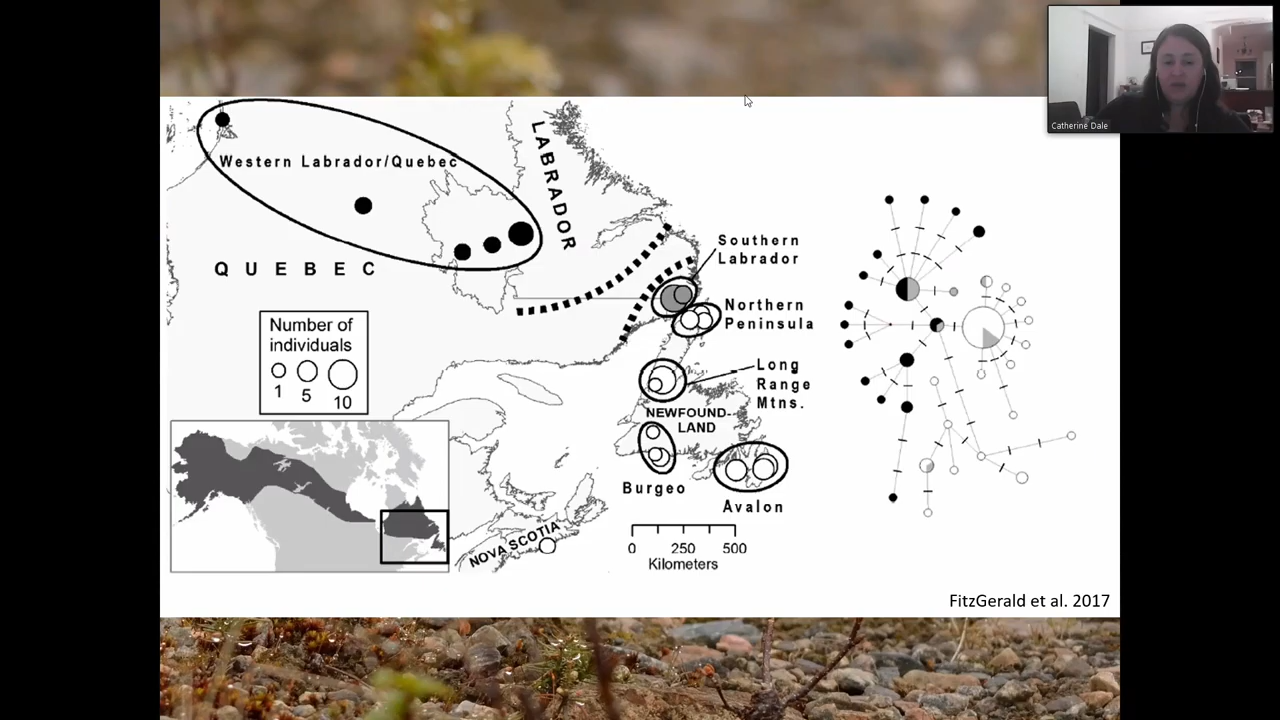 Catherine Dale
Western Labrador/Quebec
LABRADOR
QUEBEC
Southern
Labrador
Northern
Peninsula
Number of
individuals
1 5 10
Long
Range
Mtns.
NEWFOUND-
LAND
Burgeo
Avalon
NOVA SCOTIA
0 250 500
Kilometers
FitzGerald et al. 2017